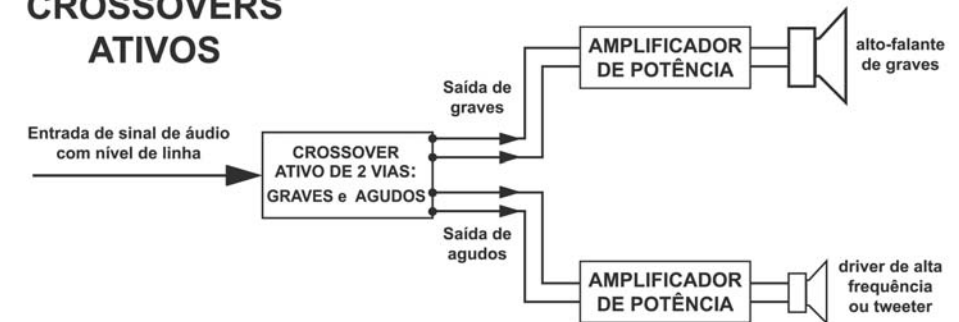 CROSSOVERS
ATIVOS
Entrada de sinal de áudio
com nível de linha
CROSSOVER
ATIVO DE 2 VIAS:
GRAVES e AGUDOS
Saída de
graves
AMPLIFICADOR
DE POTÊNCIA
alto-falante
de graves
Saída de
agudos
AMPLIFICADOR
DE POTÊNCIA
driver de alta
frequência
ou tweeter